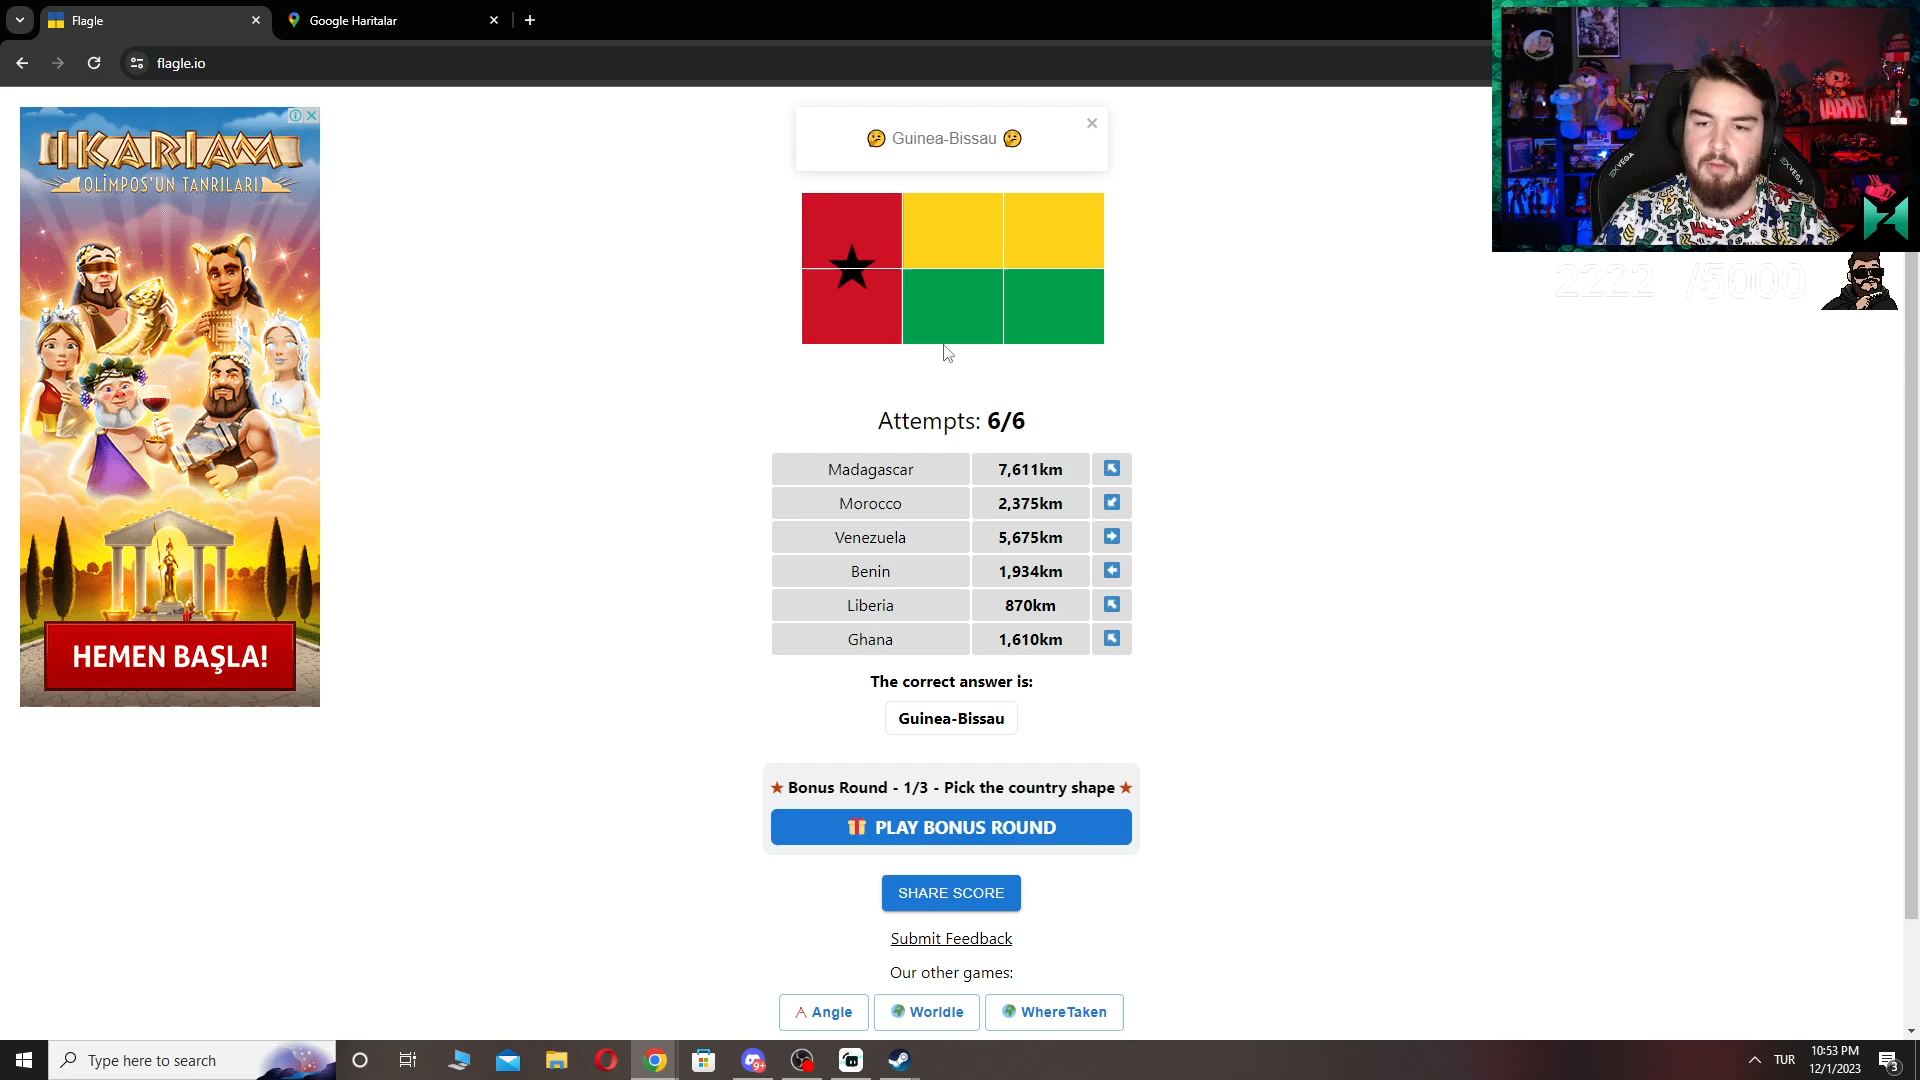 Flagle
Google Haritalar
flagle.io
IKARIAM
OLİMPOS'UN TANRILARI
HEMEN BAŞLA!
Guinea-Bissau
Attempts: 6/6
Madagascar 7,611km
Morocco 2,375km
Venezuela 5,675km
Benin 1,934km
Liberia 870km
Ghana 1,610km
The correct answer is:
Guinea-Bissau
★ Bonus Round - 1/3 - Pick the country shape ★
PLAY BONUS ROUND
SHARE SCORE
Submit Feedback
Our other games:
Angle
Worldle
WhereTaken
MARVEL
2222 /5000
Type here to search
9+
TUR
10:53 PM
12/1/2023
3